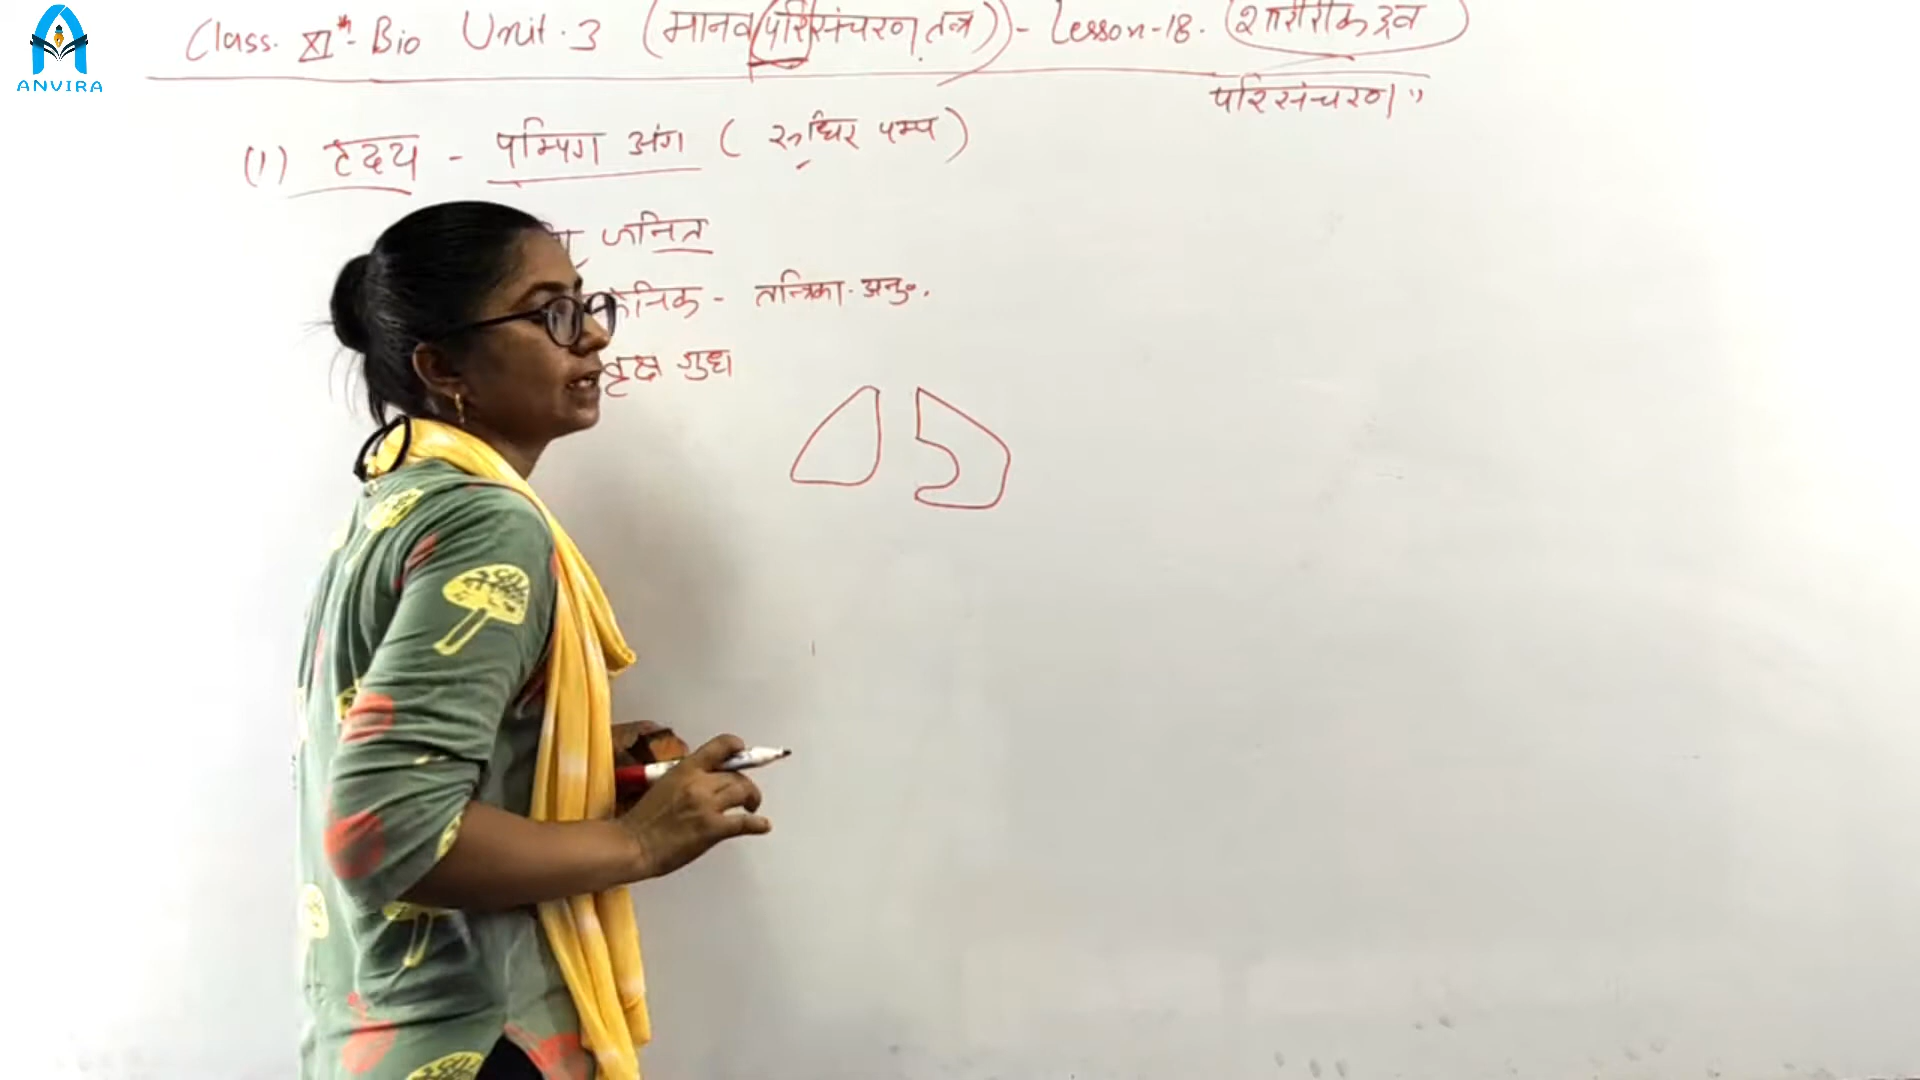 ANVIRA
Class. XIth - Bio Unit. 3 (मानव (परिसंचरण तन्त्र)) - Lesson-18. (शारीरिक द्रव
परिसंचरण"
(1) हृदय - पम्पिग अंग ( रुधिर पम्प )
जनित
जेनिक - तन्त्रिका. अनु०.
वृक्ष गुध